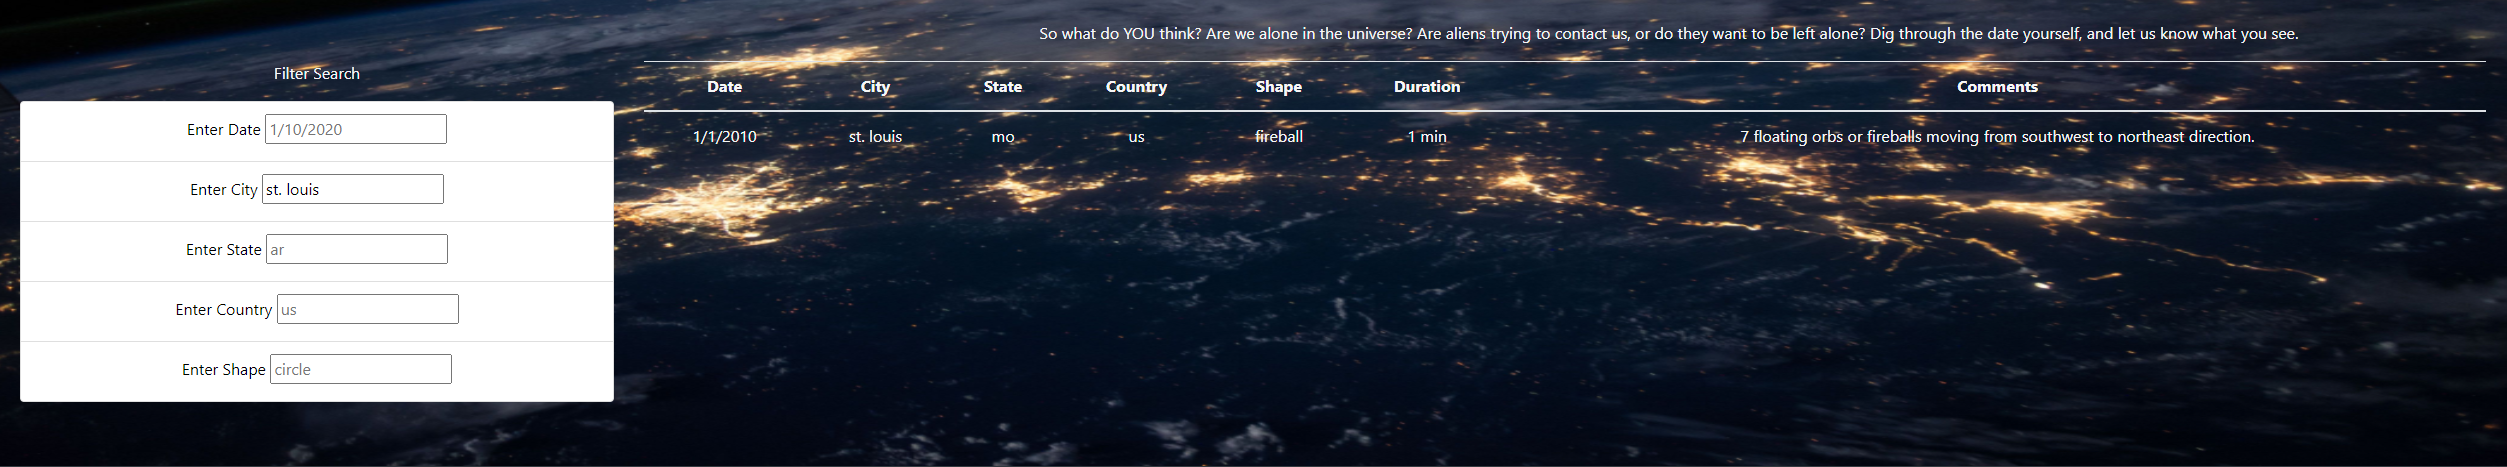 So what do YOU think? Are we alone in the universe? Are aliens trying to contact us, or do they want to be left alone? Dig through the date yourself, and let us know what you see.
Filter Search
Enter Date 1/10/2020
Enter City st. louis
Enter State ar
Enter Country us
Enter Shape circle
Date City State Country Shape Duration Comments
1/1/2010 st. louis mo us fireball 1 min 7 floating orbs or fireballs moving from southwest to northeast direction.